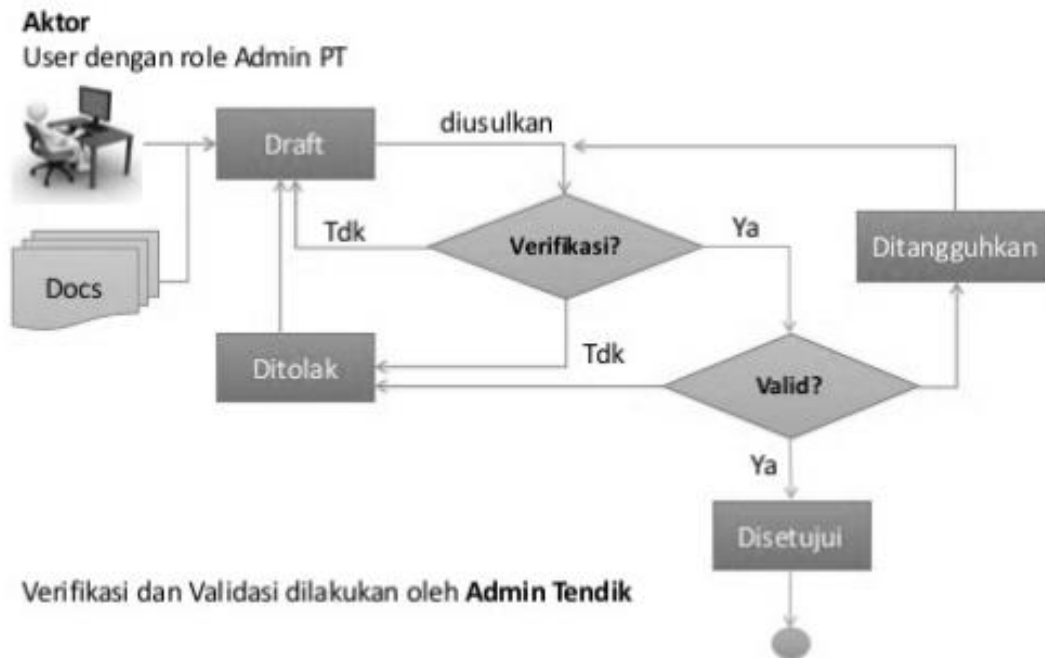 Aktor
User dengan role Admin PT
Draft
diusulkan
Docs
Tdk
Verifikasi?
Ya
Ditangguhkan
Ditolak
Tdk
Valid?
Ya
Disetujui
Verifikasi dan Validasi dilakukan oleh Admin Tendik